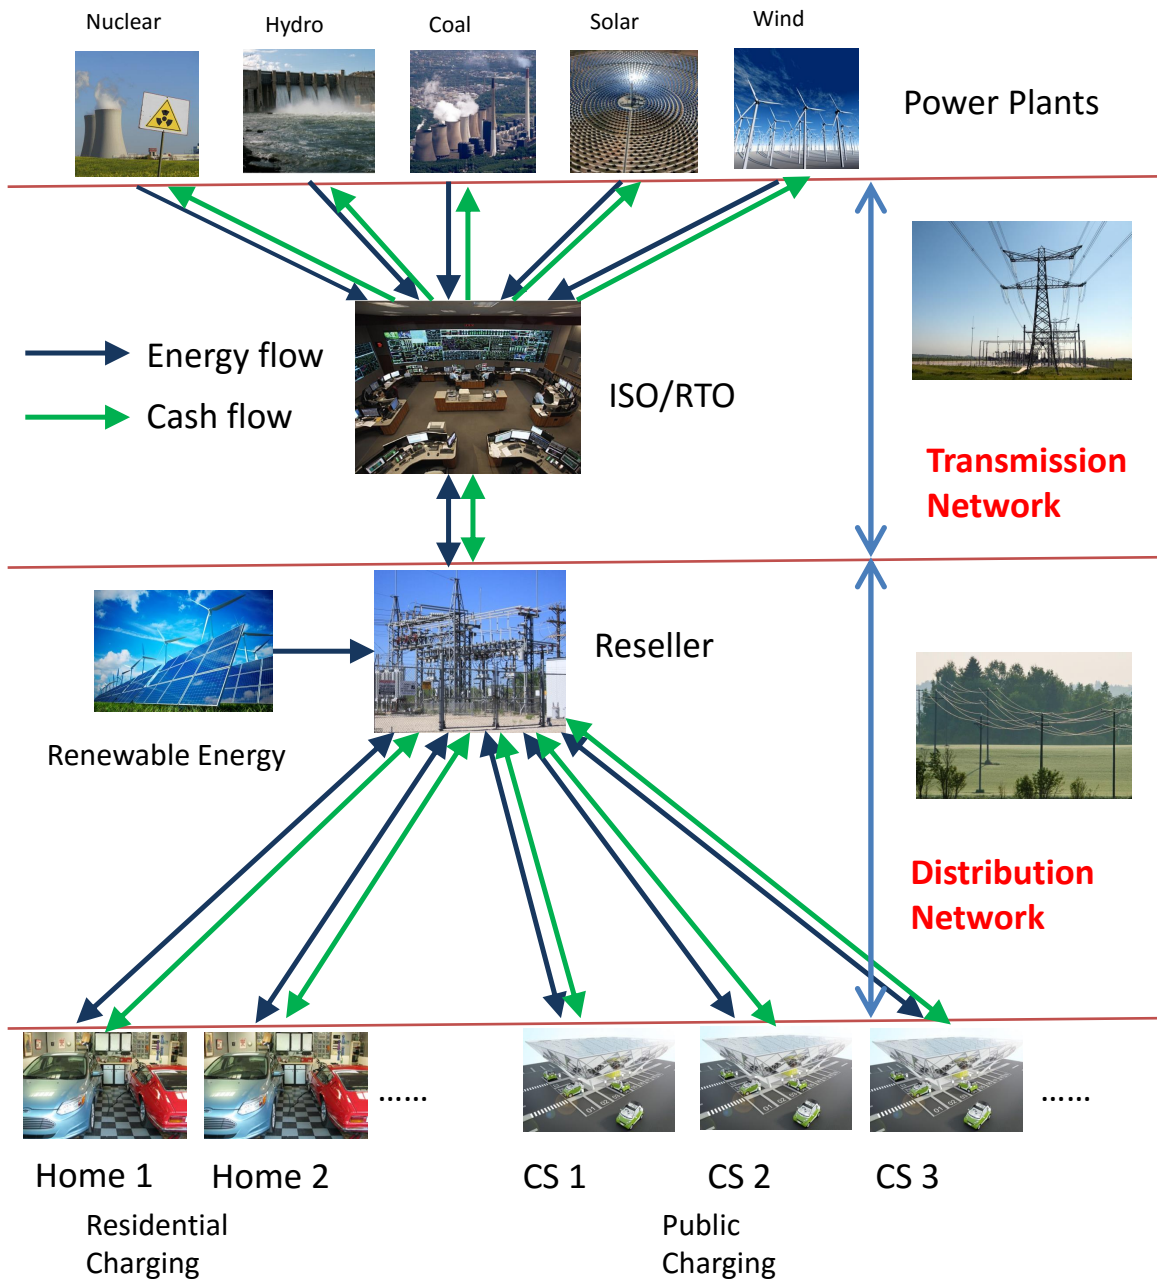 Nuclear
Hydro
Coal
Solar
Wind
Power Plants
Energy flow
Cash flow
ISO/RTO
Transmission
Network
Reseller
Renewable Energy
Distribution
Network
......
......
Home 1
Home 2
CS 1
CS 2
CS 3
Residential
Charging
Public
Charging